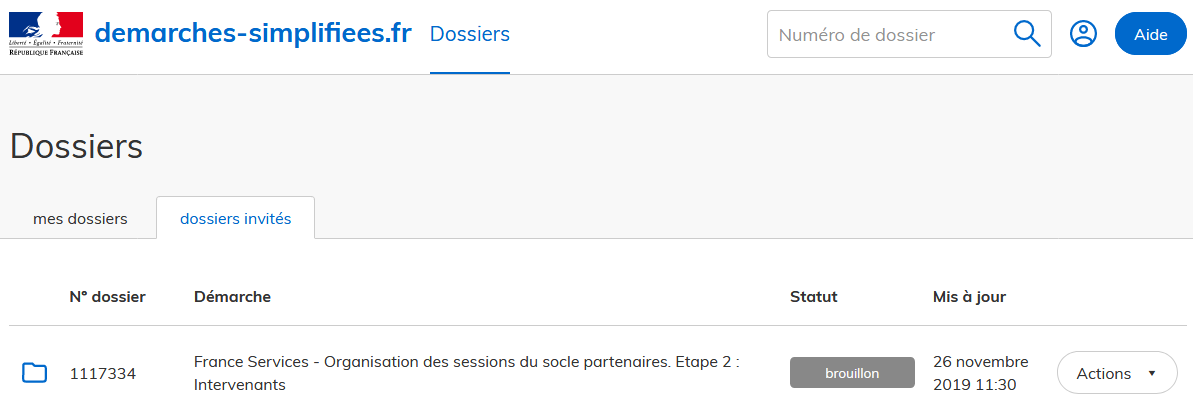 Liberté • Égalité • Fraternité
RÉPUBLIQUE FRANÇAISE
demarches-simplifiees.fr
Dossiers
Numéro de dossier
Aide
Dossiers
mes dossiers
dossiers invités
N° dossier
Démarche
Statut
Mis à jour
1117334
France Services - Organisation des sessions du socle partenaires. Etape 2 :
Intervenants
brouillon
26 novembre
2019 11:30
Actions